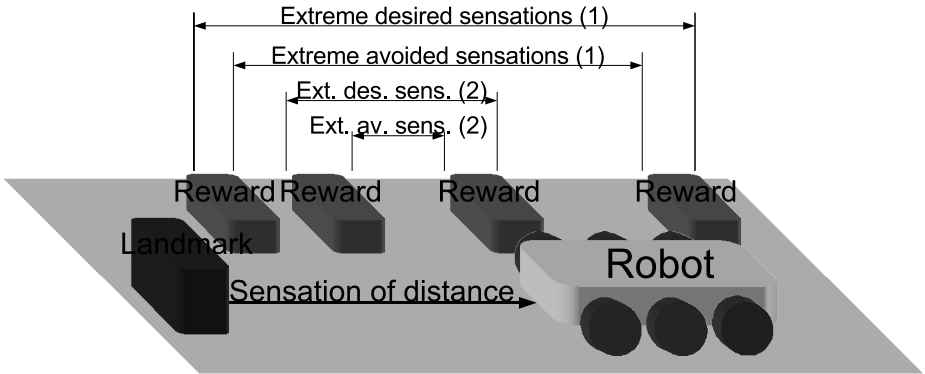 Extreme desired sensations (1)
Extreme avoided sensations (1)
Ext. des. sens. (2)
Ext. av. sens. (2)
Reward Reward Reward Reward
Landmark
Robot
Sensation of distance